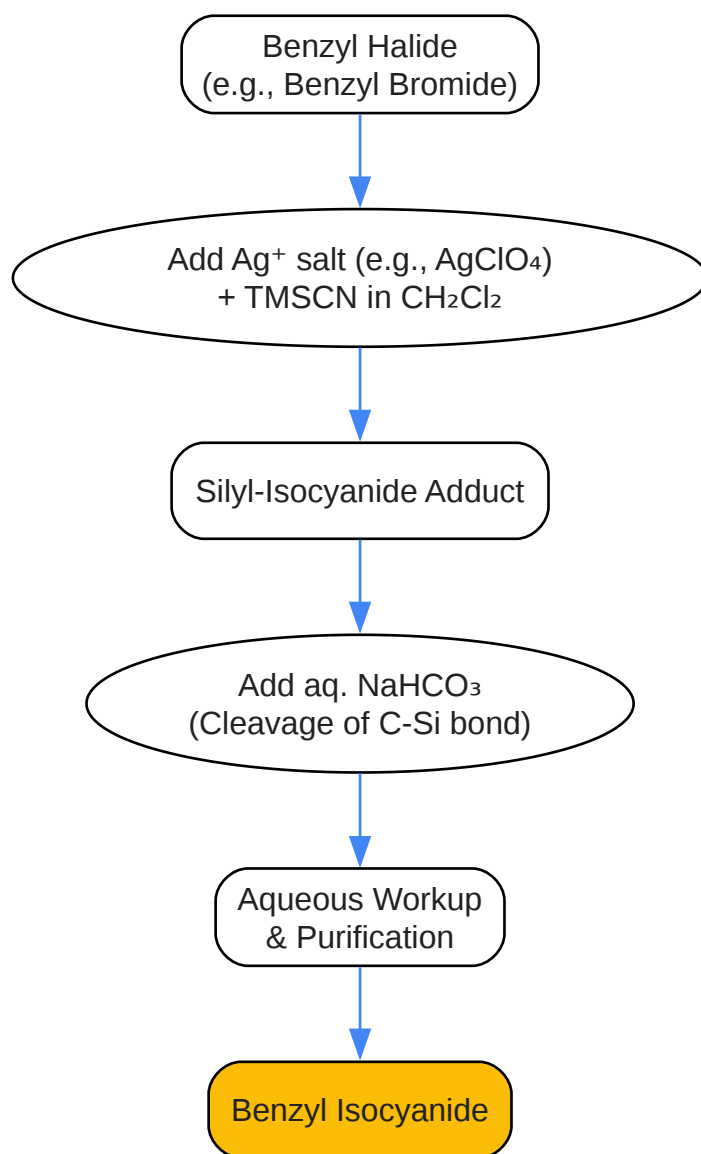 Benzyl Halide
(e.g., Benzyl Bromide)
Add Ag⁺ salt (e.g., AgClO₄)
+ TMSCN in CH₂Cl₂
Silyl-Isocyanide Adduct
Add aq. NaHCO₃
(Cleavage of C-Si bond)
Aqueous Workup
& Purification
Benzyl Isocyanide